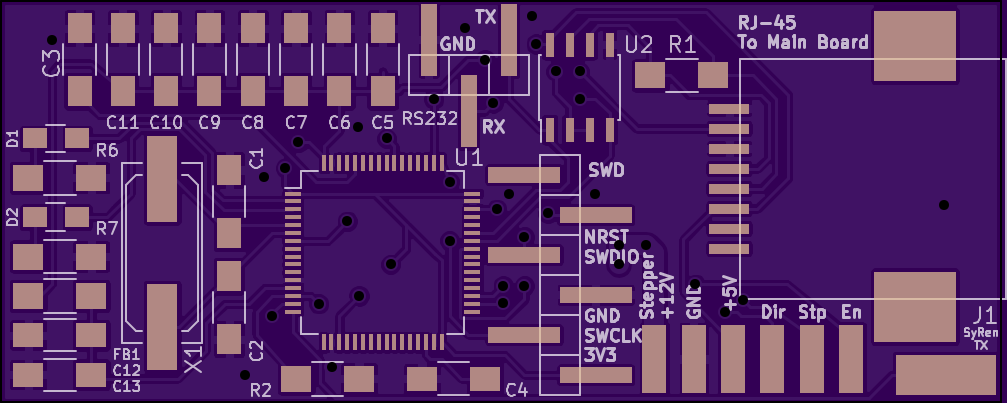 TX
GND
RS232
RX
U2 R1
RJ-45
To Main Board
C3
C11 C10 C9 C8 C7 C6 C5
D1
R6
C1
U1
D2
R7
SWD
NRST
SWDIO
GND
SWCLK
3V3
Stepper
+12V
GND
+5V
Dir Stp En
J1
SyRen
TX
FB1
C12
C13
X1
C2
R2
C4